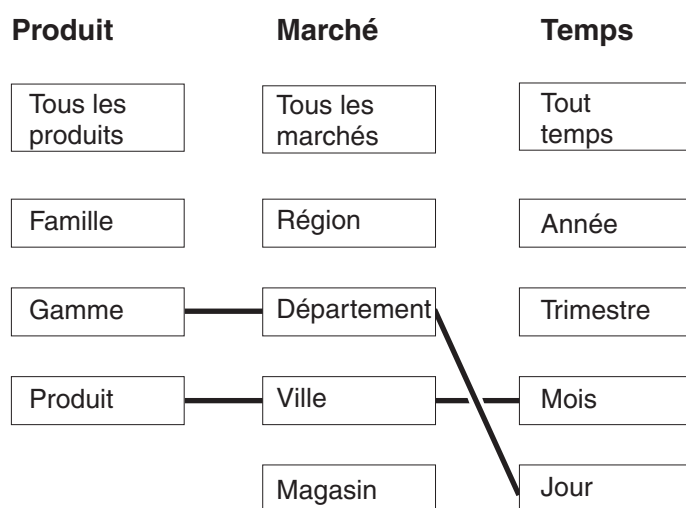 Produit
Marché
Temps
Tous les
produits
Tous les
marchés
Tout
temps
Famille
Région
Année
Gamme
Département
Trimestre
Produit
Ville
Mois
Magasin
Jour